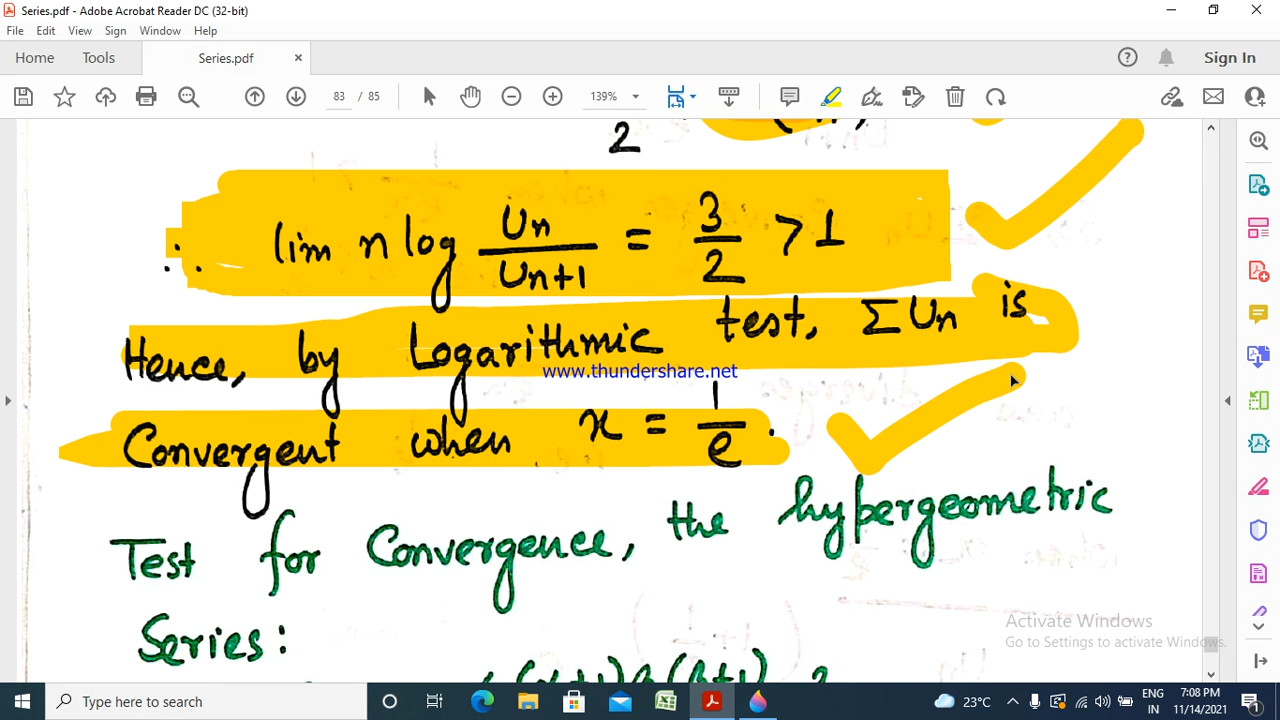 Series.pdf - Adobe Acrobat Reader DC (32-bit)
File Edit View Sign Window Help
Home Tools Series.pdf × Sign In
83 / 85 139%
2
∴ lim n log Un/Un+1 = 3/2 > 1
Hence, by Logarithmic test, ΣUn is
www.thundershare.net
Convergent when x = 1/e.
Test for Convergence, the hypergeometric
Series:
Activate Windows
Go to Settings to activate Windows.
Type here to search
23°C
ENG
IN
7:08 PM
11/14/2021
1